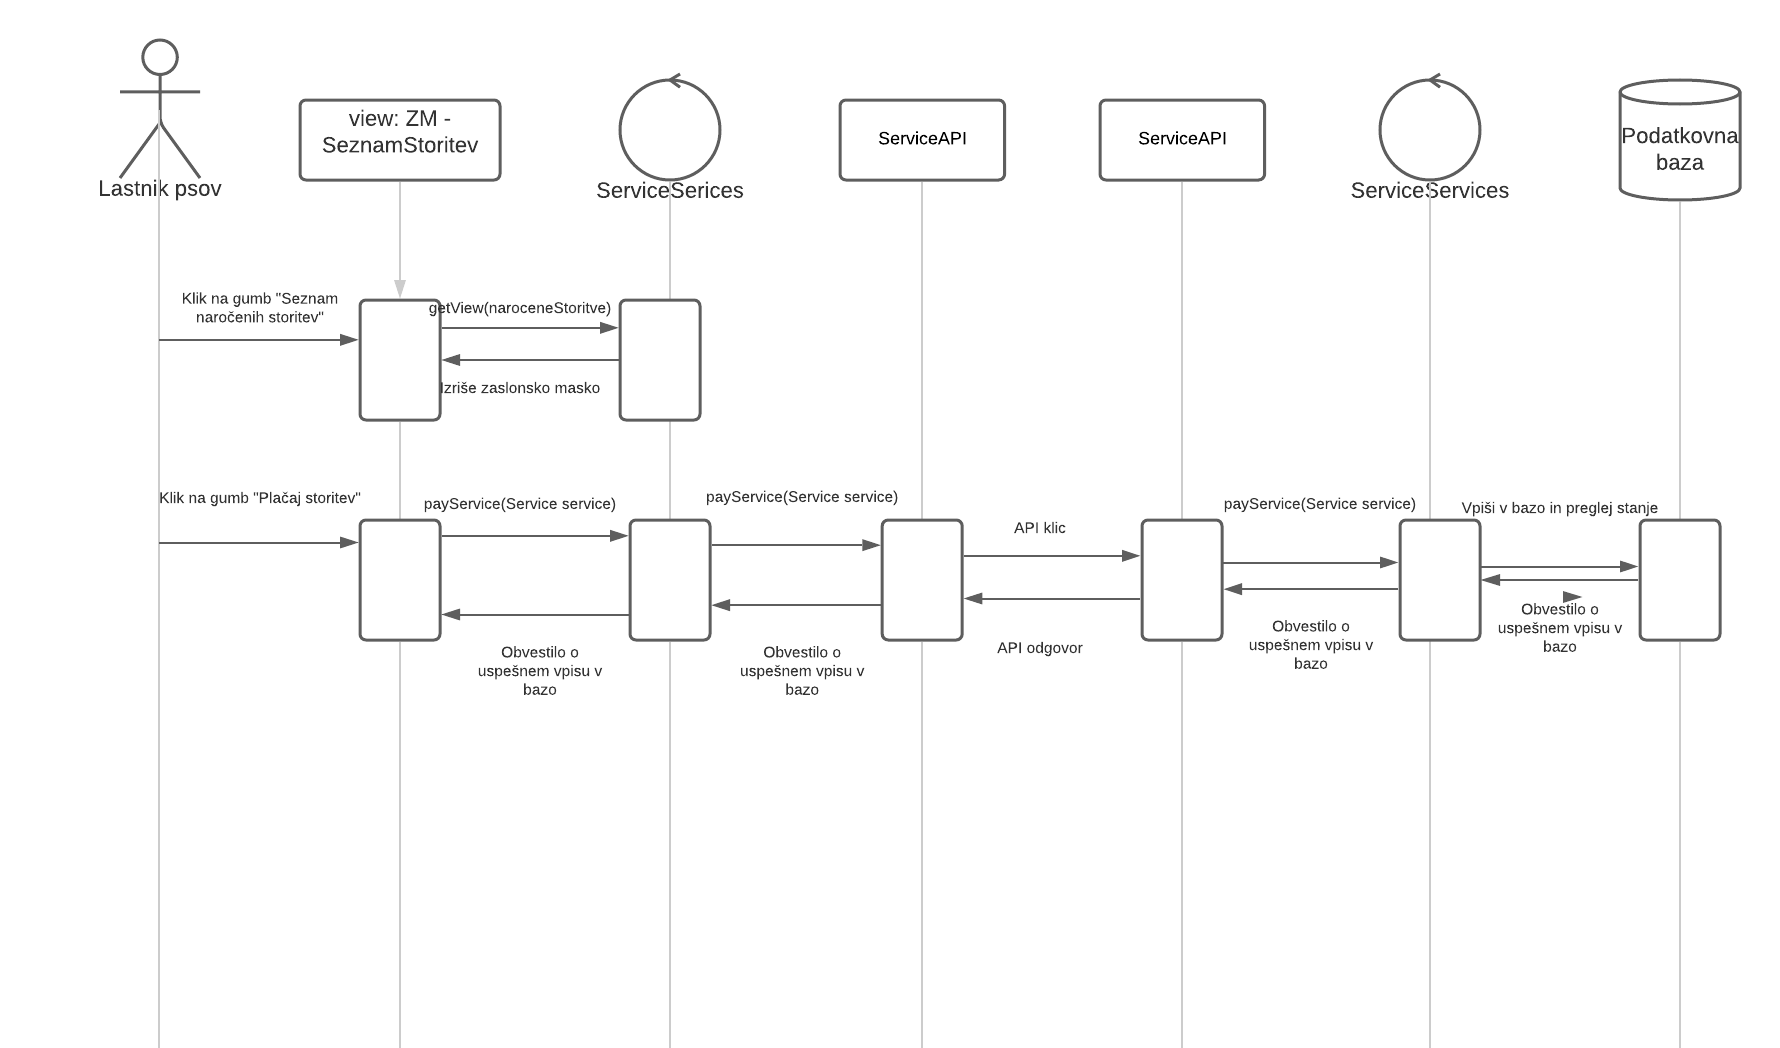 Lastnik psov
view: ZM -
SeznamStoritev
ServiceSerices
ServiceAPI
ServiceAPI
ServiceServices
Podatkovna
baza
Klik na gumb "Seznam
naročenih storitev"
getView(naroceneStoritve)
Izriše zaslonsko masko
Klik na gumb "Plačaj storitev"
payService(Service service)
payService(Service service)
API klic
payService(Service service)
Vpiši v bazo in preglej stanje
Obvestilo o
uspešnem vpisu v
bazo
Obvestilo o
uspešnem vpisu v
bazo
API odgovor
Obvestilo o
uspešnem vpisu v
bazo
Obvestilo o
uspešnem vpisu v
bazo